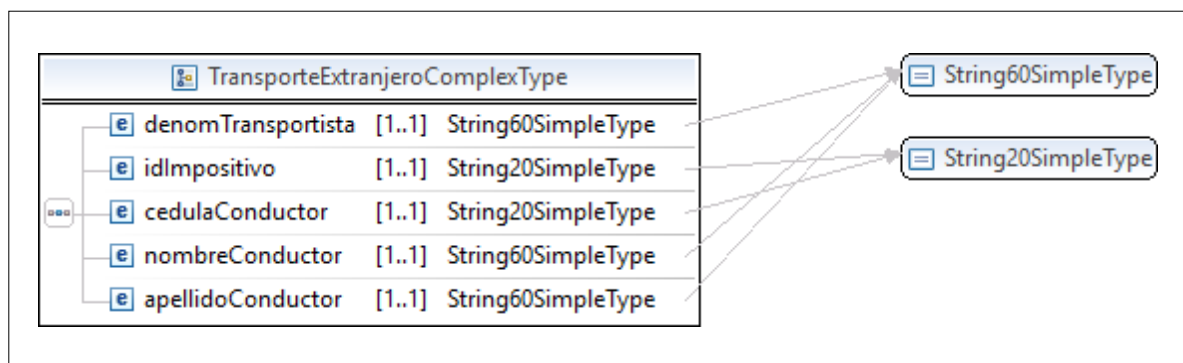 TransporteExtranjeroComplexType
e denomTransportista [1..1] String60SimpleType
e idImpositivo [1..1] String20SimpleType
e cedulaConductor [1..1] String20SimpleType
e nombreConductor [1..1] String60SimpleType
e apellidoConductor [1..1] String60SimpleType
String60SimpleType
String20SimpleType